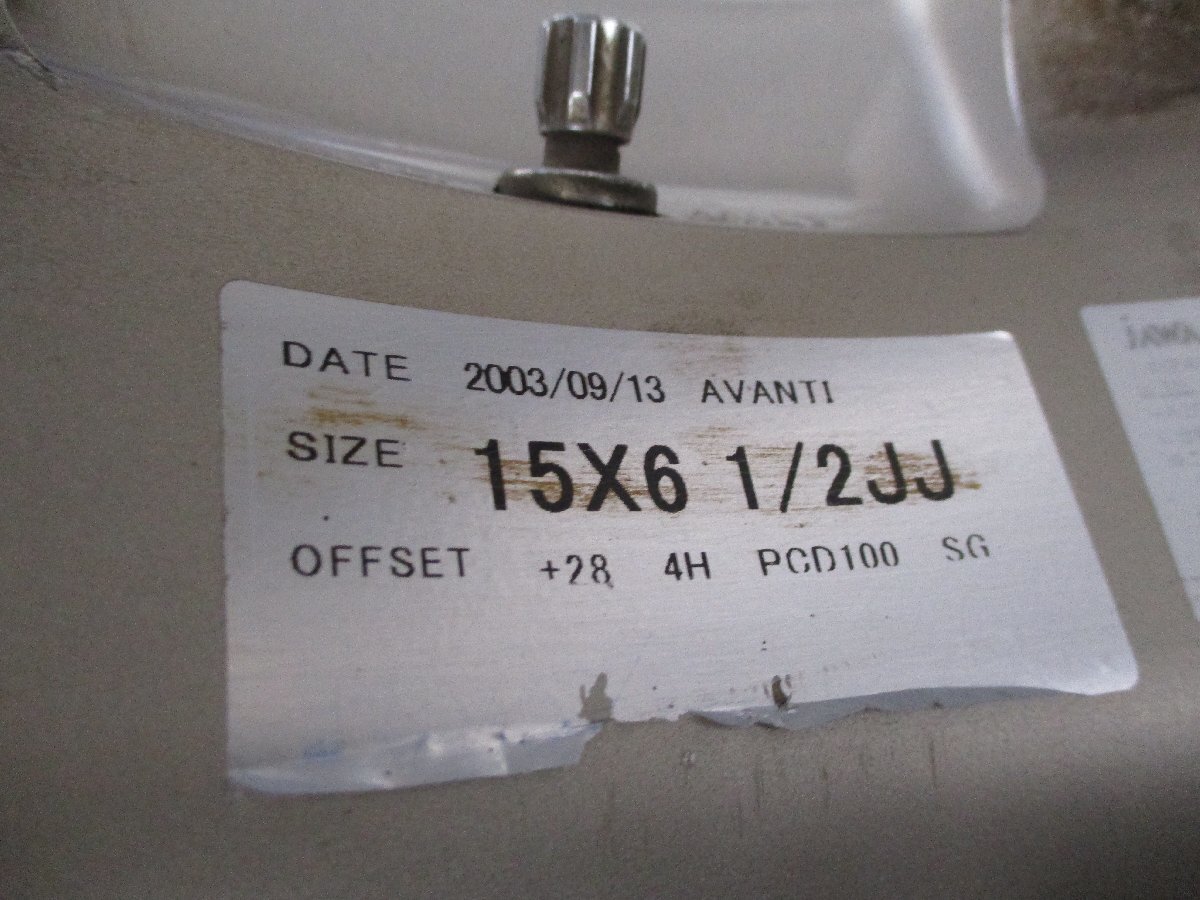 DATE 2003/09/13 AVANTI
SIZE 15X6 1/2JJ
OFFSET +28 4H PCD100 SG